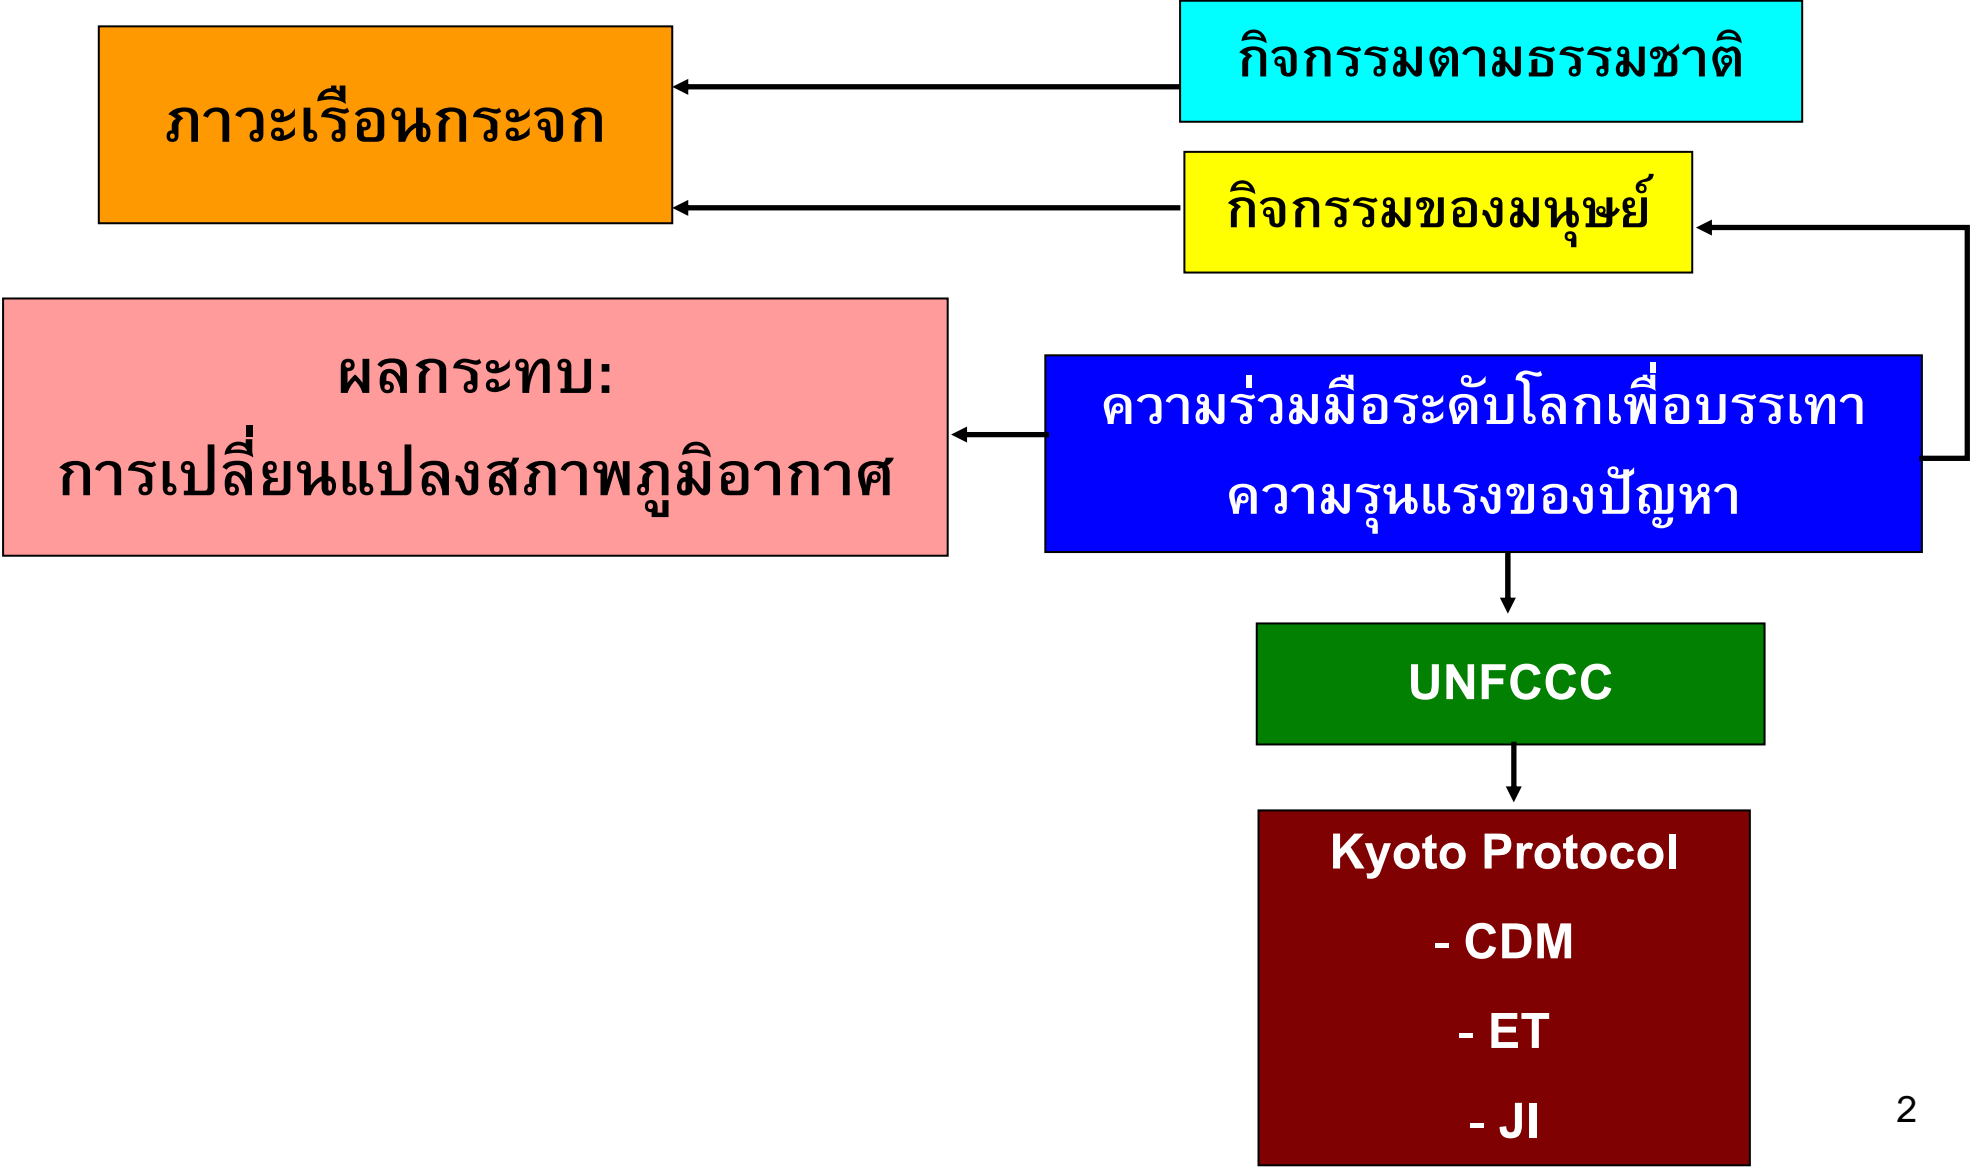 กิจกรรมตามธรรมชาติ
ภาวะเรือนกระจก
กิจกรรมของมนุษย์
ผลกระทบ:
การเปลี่ยนแปลงสภาพภูมิอากาศ
ความร่วมมือระดับโลกเพื่อบรรเทา
ความรุนแรงของปัญหา
UNFCCC
Kyoto Protocol
- CDM
- ET
- JI
2